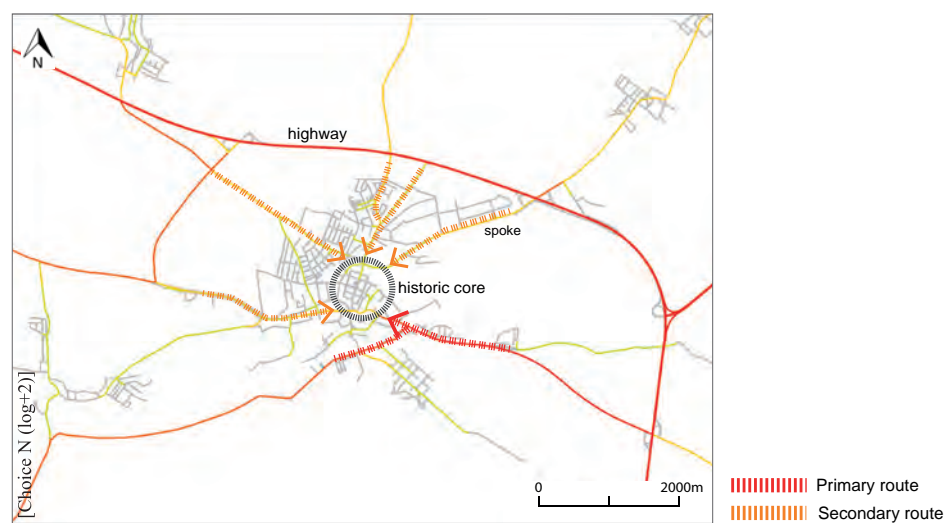 N
highway
spoke
historic core
[Choice N (log+2)]
0 2000m
Primary route
Secondary route